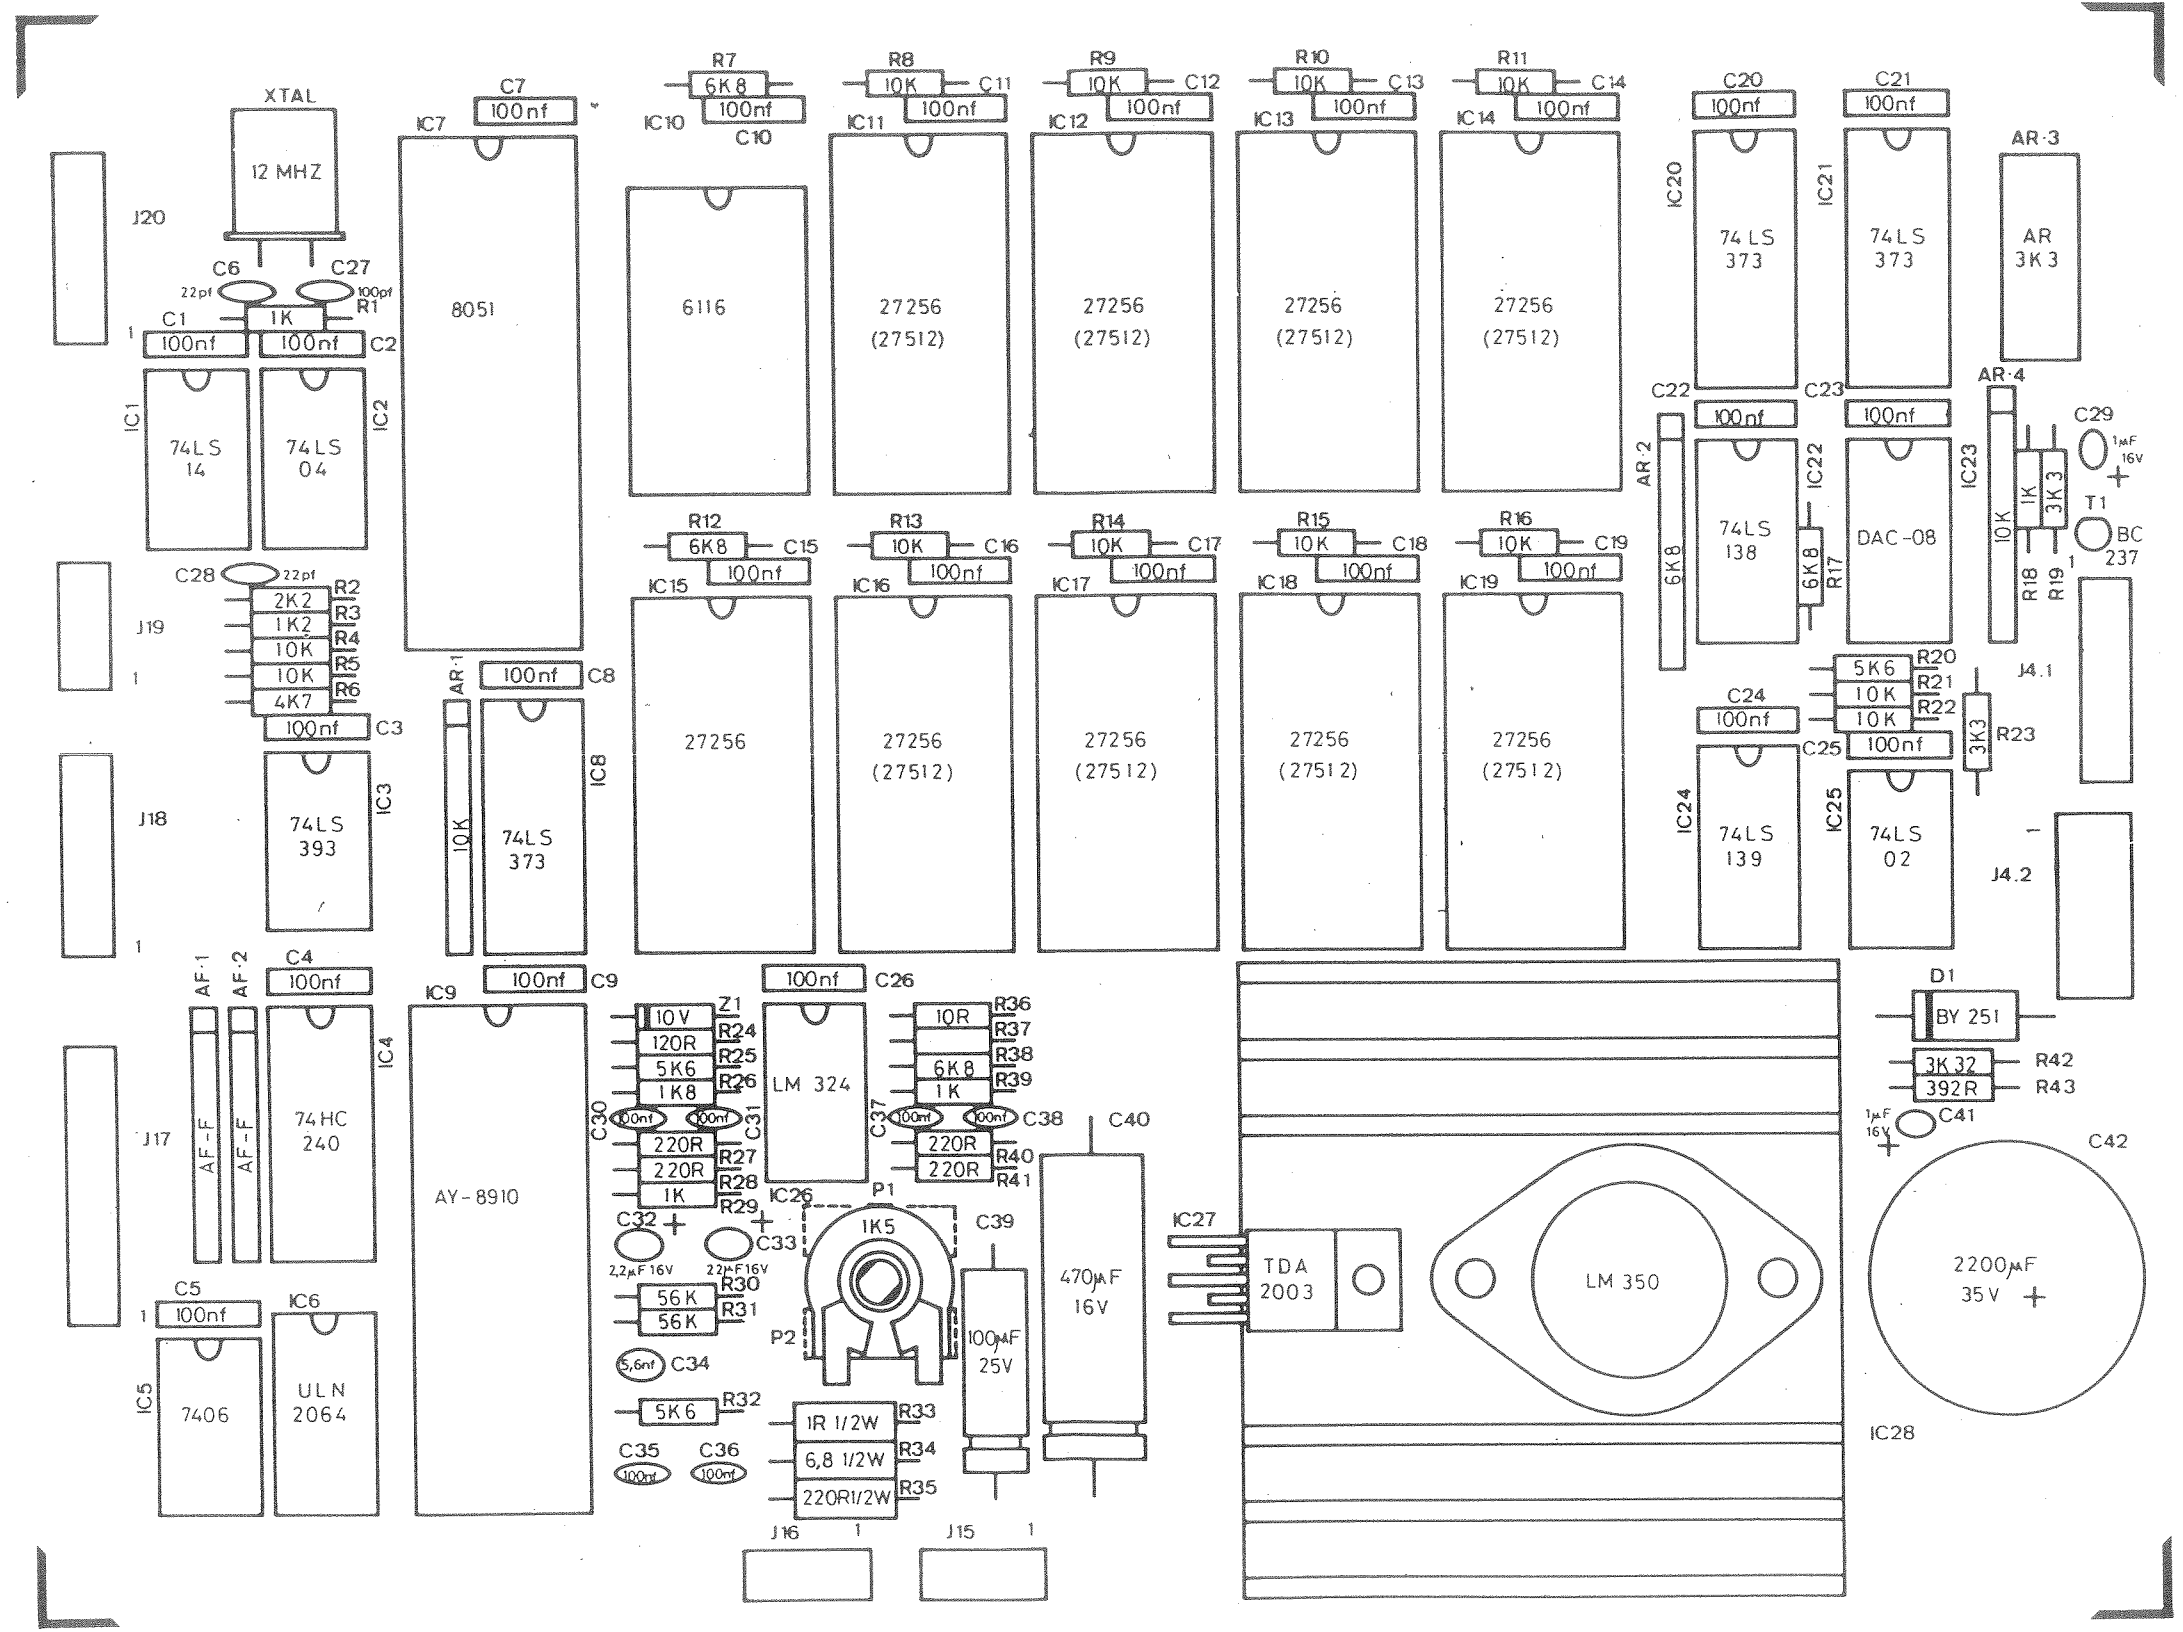 XTAL
12 MHZ
J20
C6
C27
22pf
100pf
R1
1K
C1
1
100nf
100nf
C2
IC1
74LS
14
74LS
04
IC2
C7
100nf
IC7
8051
R7
6K8
100nf
C10
IC10
6116
R8
10K
C11
100nf
IC11
27256
(27512)
R9
10K
C12
100nf
IC12
27256
(27512)
R10
10K
C13
100nf
IC13
27256
(27512)
R11
10K
C14
100nf
IC14
27256
(27512)
C20
100nf
IC20
74LS
373
C21
100nf
IC21
74LS
373
AR·3
AR
3K3
C22
100nf
C23
100nf
AR·4
10K
AR·2
6K8
74LS
138
IC22
6K8
R17
DAC-08
IC23
1K
3K3
R18
R19
C29
1µF
16V
+
T1
BC
237
1
J4.1
C28
22pf
2K2
R2
1K2
R3
10K
R4
10K
R5
4K7
R6
100nf
C3
J19
1
74LS
393
IC3
J18
1
AR·1
10K
100nf
C8
74LS
373
IC8
R12
6K8
C15
100nf
IC15
27256
R13
10K
C16
100nf
IC16
27256
(27512)
R14
10K
C17
100nf
IC17
27256
(27512)
R15
10K
C18
100nf
IC18
27256
(27512)
R16
10K
C19
100nf
IC19
27256
(27512)
5K6
R20
10K
R21
10K
R22
C24
100nf
C25
100nf
3K3
R23
IC24
74LS
139
IC25
74LS
02
1
J4.2
AF·1
AF·2
AF-F
AF-F
C4
100nf
74HC
240
IC4
J17
1
C5
100nf
IC5
7406
IC6
ULN
2064
100nf
C9
IC9
AY-8910
10V
Z1
120R
R24
5K6
R25
1K8
R26
C30
100nf
100nf
C31
220R
R27
220R
R28
1K
R29
C32
+
2,2µF16V
+
C33
22µF16V
56K
R30
56K
R31
5,6nf
C34
5K6
R32
C35
100nf
C36
100nf
100nf
C26
LM 324
IC26
10R
R36
R37
6K8
R38
1K
R39
C37
100nf
100nf
C38
220R
R40
220R
R41
P1
1K5
P2
C39
100µF
25V
C40
470µF
16V
1R 1/2W
R33
6,8 1/2W
R34
220R1/2W
R35
J16
1
J15
1
IC27
TDA
2003
LM 350
IC28
D1
BY 251
3K32
R42
392R
R43
1µF
16V
+
C41
C42
2200µF
35V
+